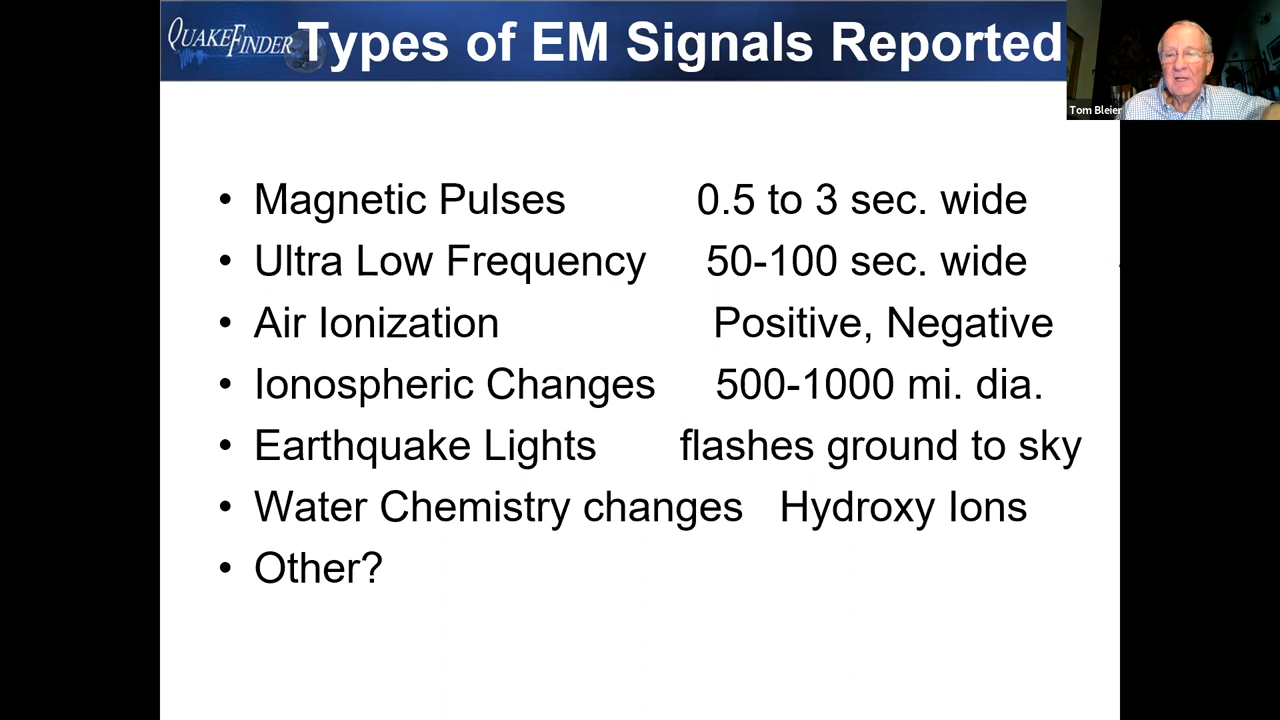 QUAKEFINDER Types of EM Signals Reported
Tom Bleier
• Magnetic Pulses 0.5 to 3 sec. wide
• Ultra Low Frequency 50-100 sec. wide
• Air Ionization Positive, Negative
• Ionospheric Changes 500-1000 mi. dia.
• Earthquake Lights flashes ground to sky
• Water Chemistry changes Hydroxy Ions
• Other?